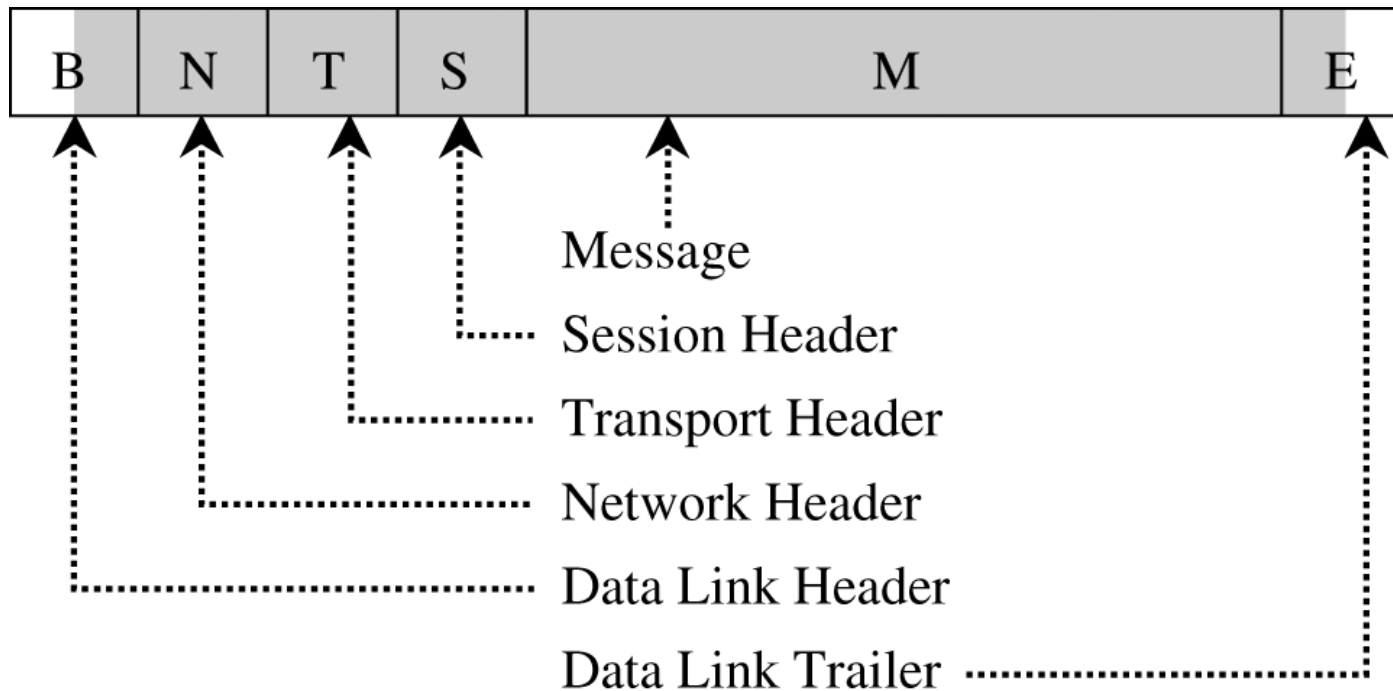 B N T S M E
Message
Session Header
Transport Header
Network Header
Data Link Header
Data Link Trailer